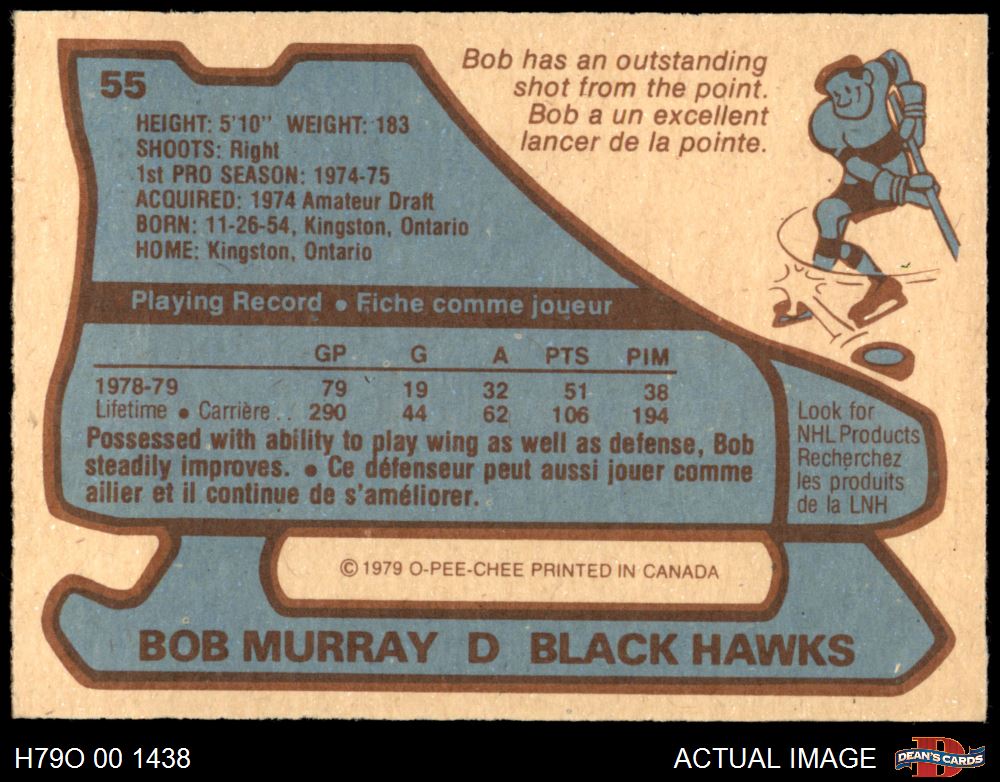 55
Bob has an outstanding
shot from the point.
Bob a un excellent
lancer de la pointe.
HEIGHT: 5'10" WEIGHT: 183
SHOOTS: Right
1st PRO SEASON: 1974-75
ACQUIRED: 1974 Amateur Draft
BORN: 11-26-54, Kingston, Ontario
HOME: Kingston, Ontario
Playing Record • Fiche comme joueur
GP G A PTS PIM
1978-79 79 19 32 51 38
Lifetime • Carrière .. 290 44 62 106 194
Possessed with ability to play wing as well as defense, Bob
steadily improves. • Ce défenseur peut aussi jouer comme
ailier et il continue de s'améliorer.
Look for
NHL Products
Recherchez
les produits
de la LNH
© 1979 O-PEE-CHEE PRINTED IN CANADA
BOB MURRAY D BLACK HAWKS
H79O 00 1438
ACTUAL IMAGE
D
DEAN'S CARDS